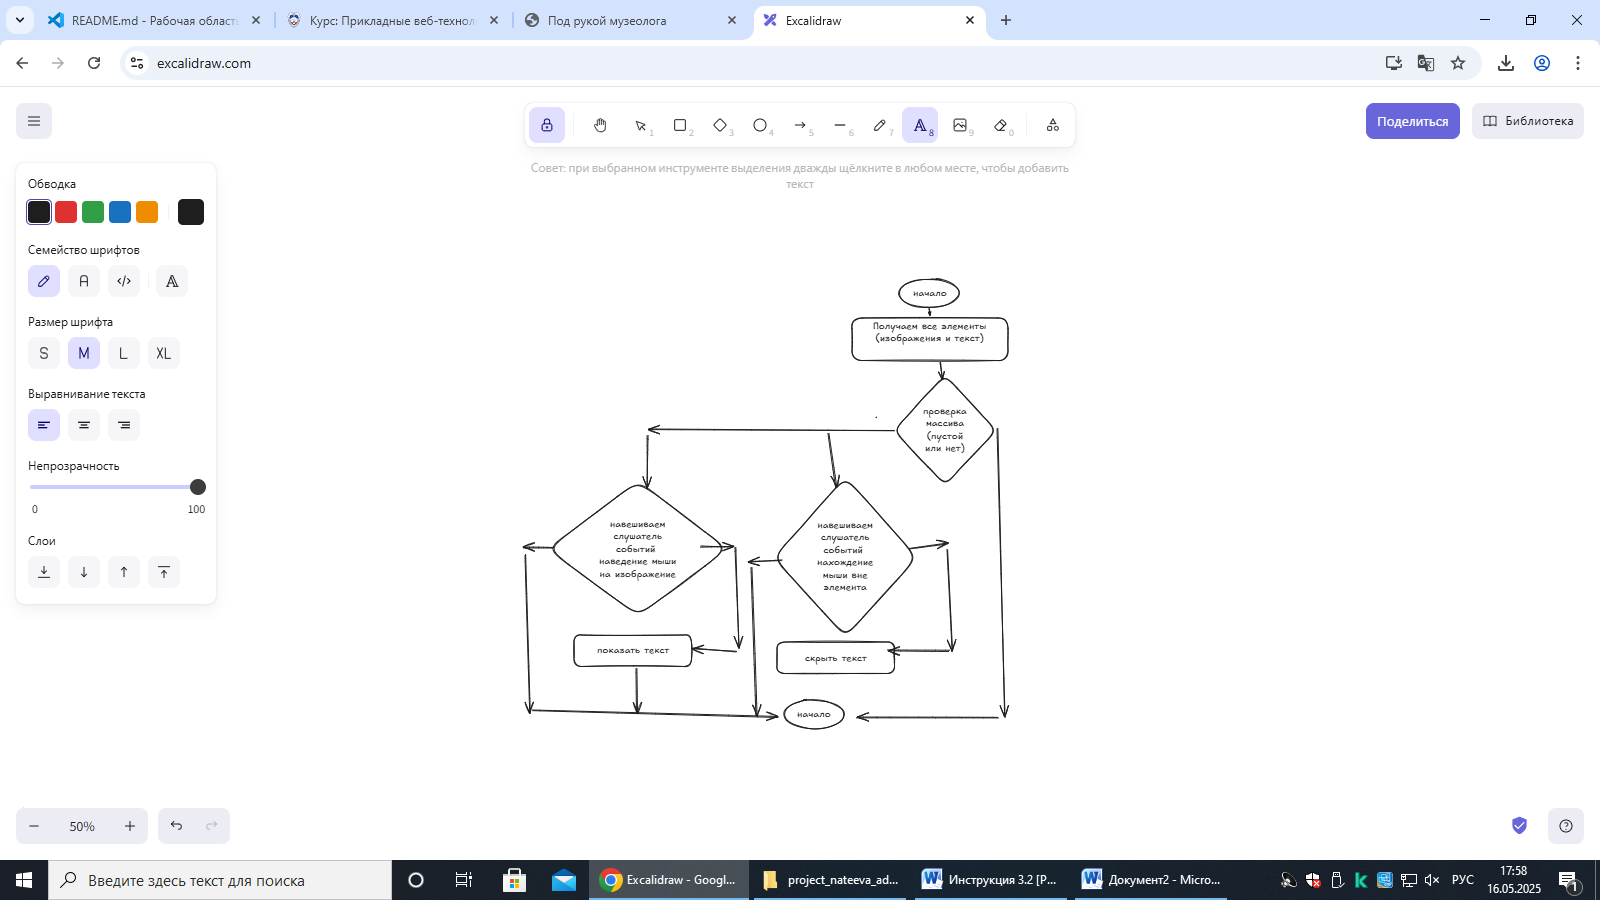 README.md - Рабочая област
Курс: Прикладные веб-технол
Под рукой музеолога
Excalidraw
excalidraw.com
1
2
3
4
5
6
7
8
9
0
Поделиться
Библиотека
Совет: при выбранном инструменте выделения дважды щёлкните в любом месте, чтобы добавить
текст
Обводка
Семейство шрифтов
Размер шрифта
S
M
L
XL
Выравнивание текста
Непрозрачность
0
100
Слои
начало
Получаем все элементы
(изображения и текст)
проверка
массива
(пустой
или нет)
навешиваем
слушатель
событий
наведение мыши
на изображение
навешиваем
слушатель
событий
нахождение
мыши вне
элемента
показать текст
скрыть текст
начало
50%
Введите здесь текст для поиска
Excalidraw - Googl...
project_nateeva_ad...
Инструкция 3.2 [Р...
Документ2 - Micro...
РУС
17:58
16.05.2025
1